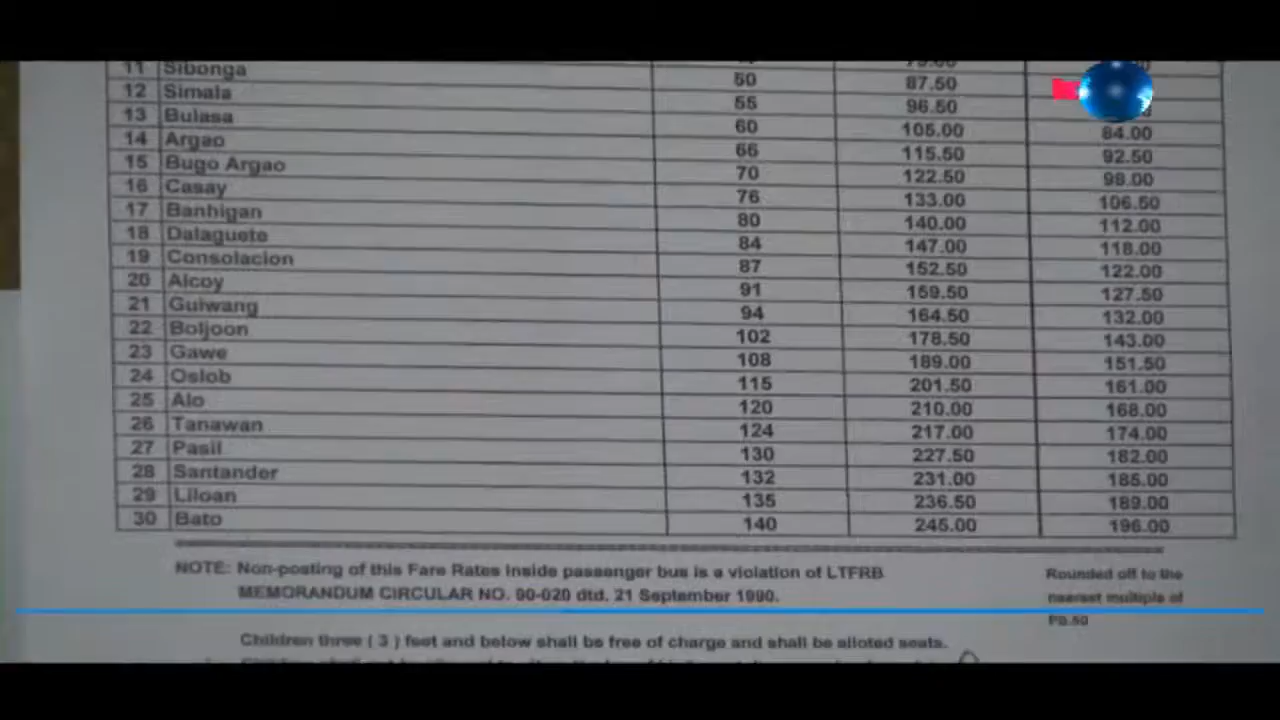 11 Sibonga 50 87.50
12 Simala 55 96.50
13 Bulasa 60 105.00 84.00
14 Argao 66 115.50 92.50
15 Bugo Argao 70 122.50 98.00
16 Casay 76 133.00 106.50
17 Banhigan 80 140.00 112.00
18 Dalaguete 84 147.00 118.00
19 Consolacion 87 152.50 122.00
20 Alcoy 91 159.50 127.50
21 Guiwang 94 164.50 132.00
22 Boljoon 102 178.50 143.00
23 Gawe 108 189.00 151.50
24 Oslob 115 201.50 161.00
25 Alo 120 210.00 168.00
26 Tanawan 124 217.00 174.00
27 Pasil 130 227.50 182.00
28 Santander 132 231.00 185.00
29 Liloan 135 236.50 189.00
30 Bato 140 245.00 196.00
NOTE: Non-posting of this Fare Rates Inside passenger bus is a violation of LTFRB
MEMORANDUM CIRCULAR NO. 90-020 dtd. 21 September 1990.
Rounded off to the
nearest multiple of
P0.50
Children three ( 3 ) feet and below shall be free of charge and shall be alloted seats.